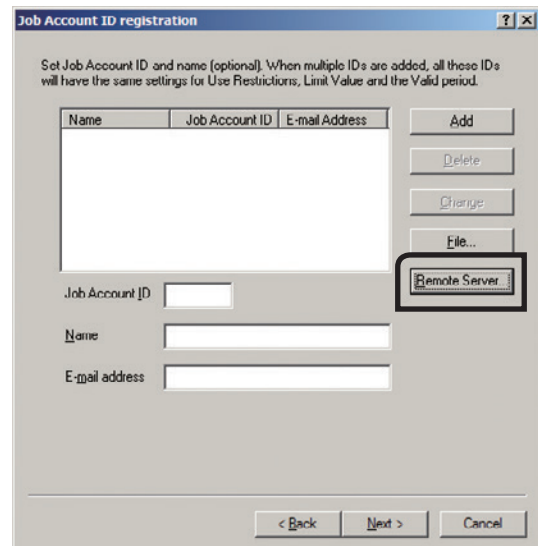 Job Account ID registration
Set Job Account ID and name (optional). When multiple IDs are added, all these IDs
will have the same settings for Use Restrictions, Limit Value and the Valid period.
Name Job Account ID E-mail Address
Add
Delete
Change
File...
Remote Server...
Job Account ID
Name
E-mail address
< Back Next > Cancel